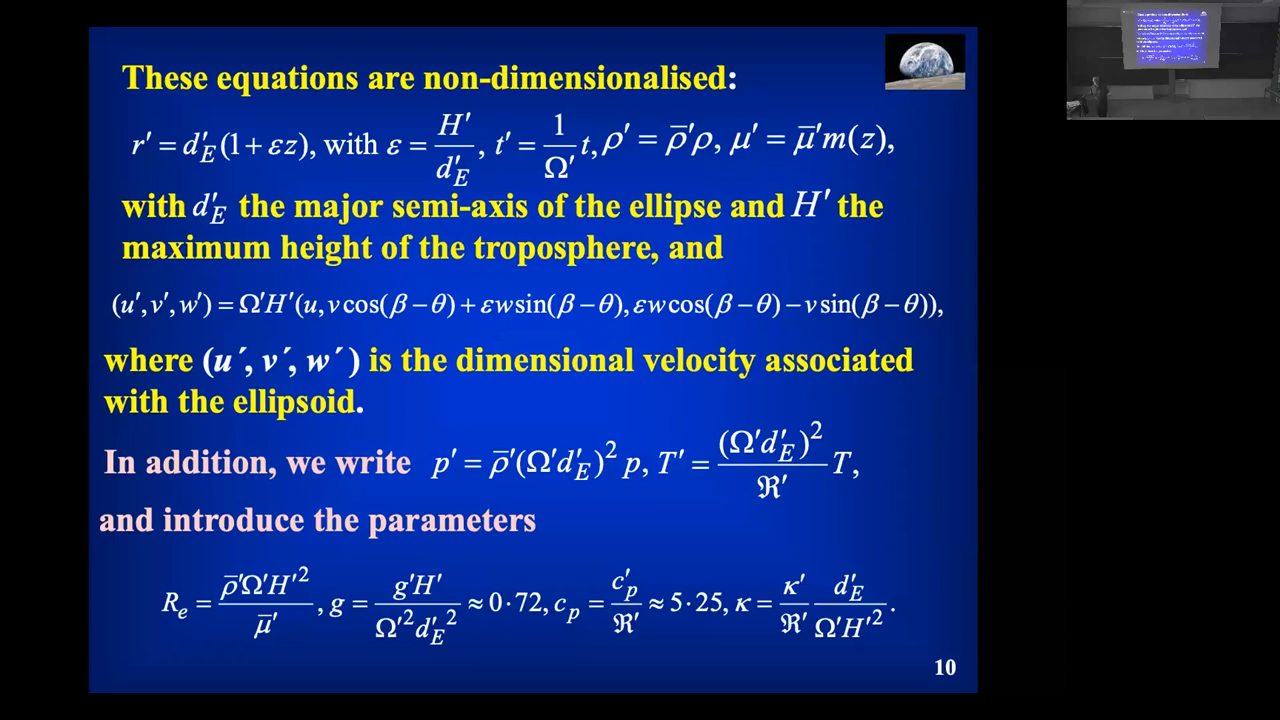 These equations are non-dimensionalised:
r′ = d′_E(1 + εz), with ε = H′/d′_E, t′ = 1/Ω′ t, ρ′ = ρ̄′ρ, μ′ = μ̄′m(z),
with d′_E the major semi-axis of the ellipse and H′ the
maximum height of the troposphere, and
(u′, v′, w′) = Ω′H′(u, v cos(β − θ) + εw sin(β − θ), εw cos(β − θ) − v sin(β − θ)),
where (u´, v´, w´ ) is the dimensional velocity associated
with the ellipsoid.
In addition, we write p′ = ρ̄′(Ω′d′_E)² p, T′ = (Ω′d′_E)²/ℜ′ T,
and introduce the parameters
R_e = ρ̄′Ω′H′²/μ̄′, g = g′H′/Ω′²d′_E² ≈ 0·72, c_p = c′_p/ℜ′ ≈ 5·25, κ = κ′/ℜ′ d′_E/Ω′H′².
10